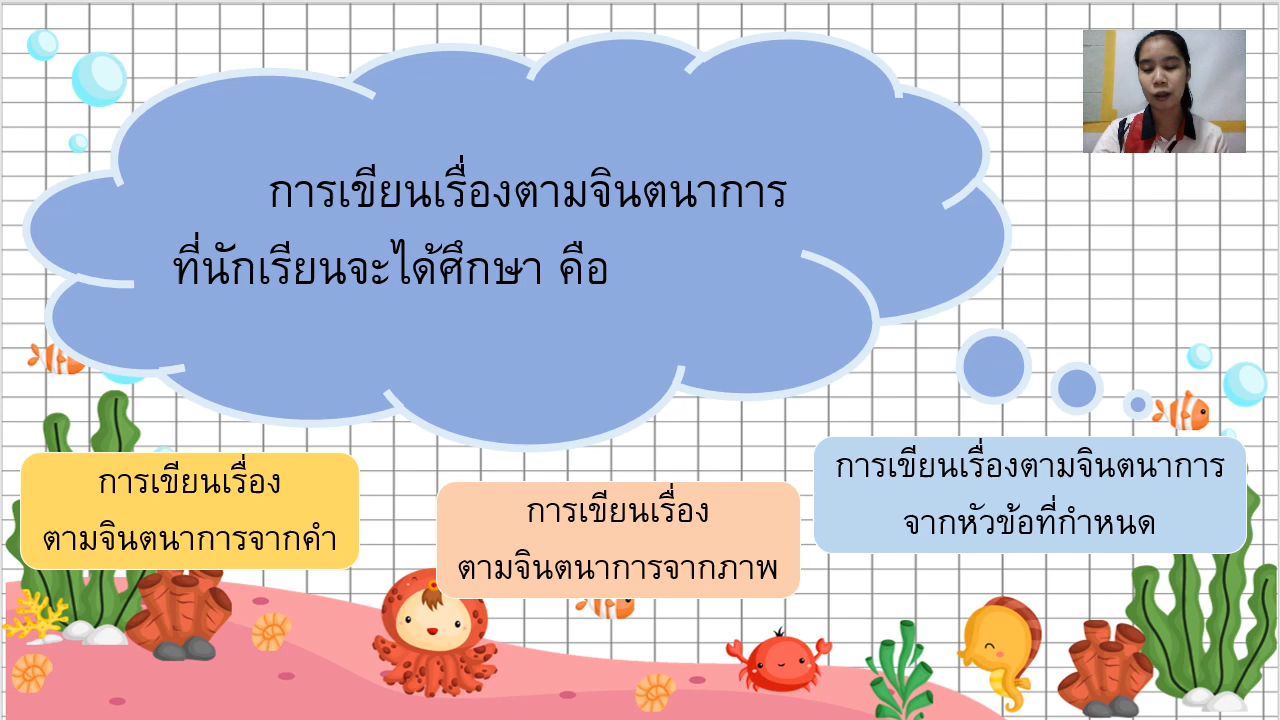 การเขียนเรื่องตามจินตนาการ
ที่นักเรียนจะได้ศึกษา คือ
การเขียนเรื่อง
ตามจินตนาการจากคำ
การเขียนเรื่อง
ตามจินตนาการจากภาพ
การเขียนเรื่องตามจินตนาการ
จากหัวข้อที่กำหนด